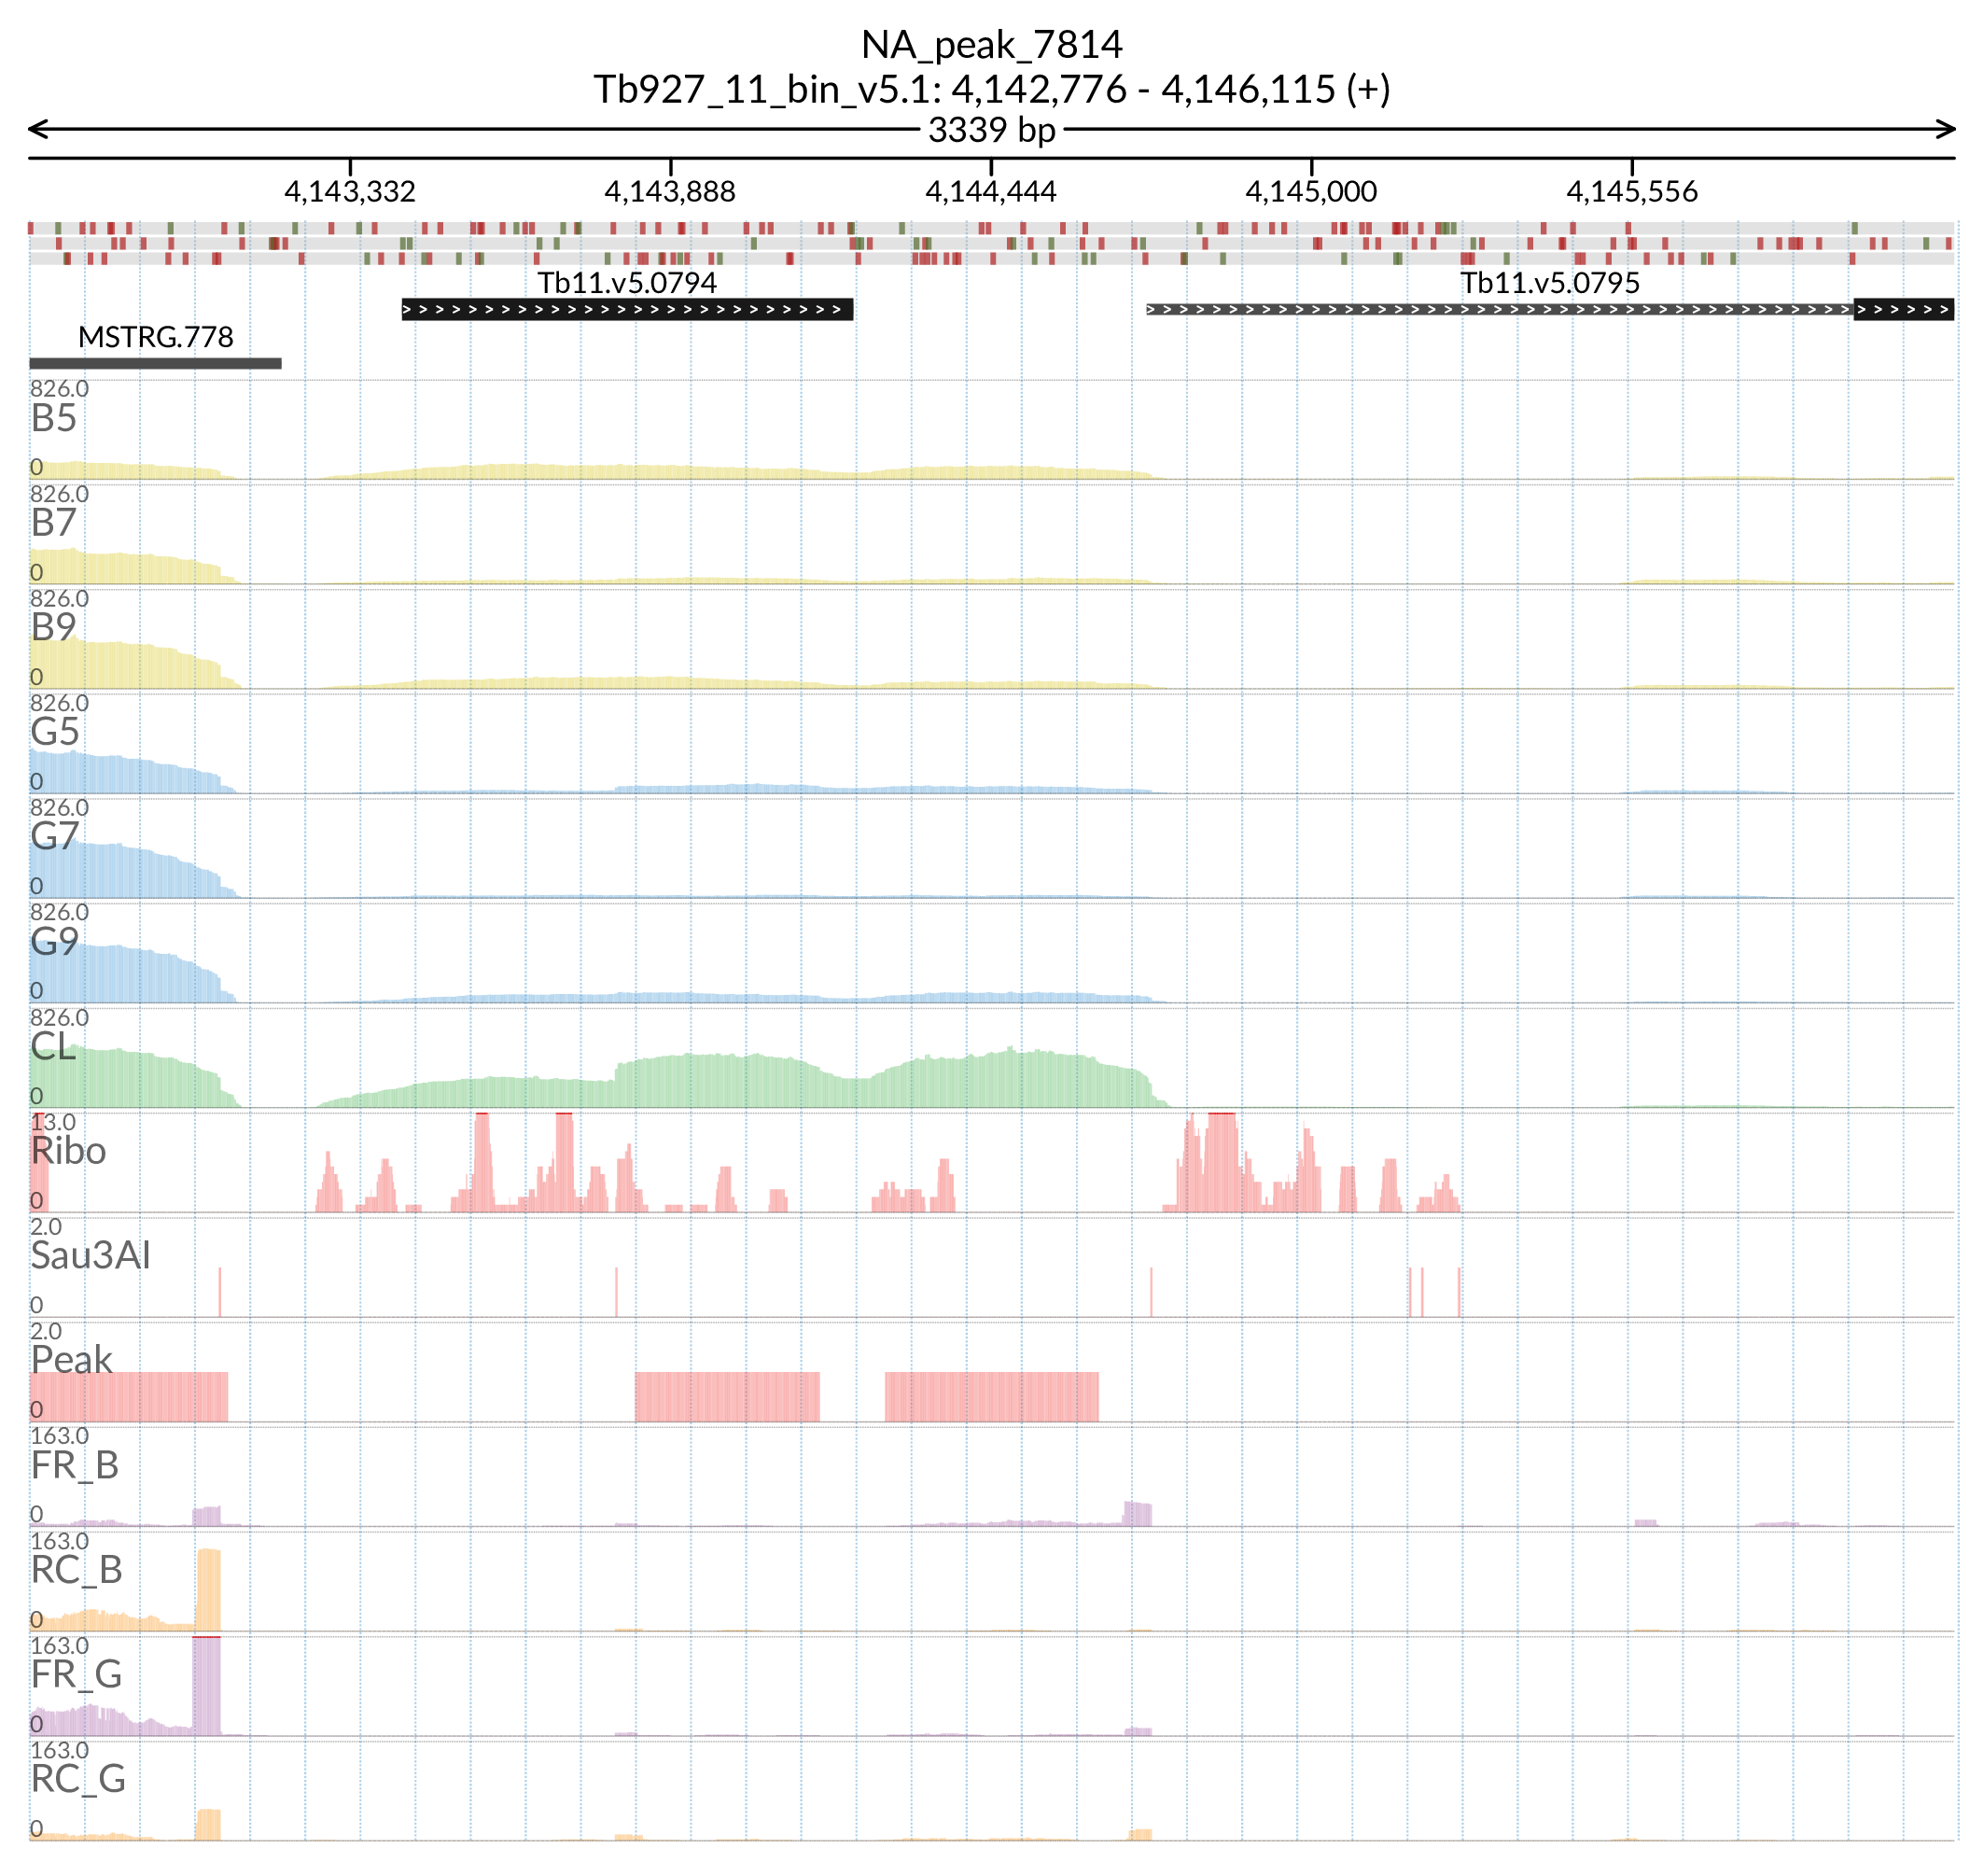 NA_peak_7814
Tb927_11_bin_v5.1: 4,142,776 - 4,146,115 (+)
3339 bp
4,143,332 4,143,888 4,144,444 4,145,000 4,145,556
Tb11.v5.0794 Tb11.v5.0795
MSTRG.778
826.0
B5
0
826.0
B7
0
826.0
B9
0
826.0
G5
0
826.0
G7
0
826.0
G9
0
826.0
CL
0
13.0
Ribo
0
2.0
Sau3AI
0
2.0
Peak
0
163.0
FR_B
0
163.0
RC_B
0
163.0
FR_G
0
163.0
RC_G
0